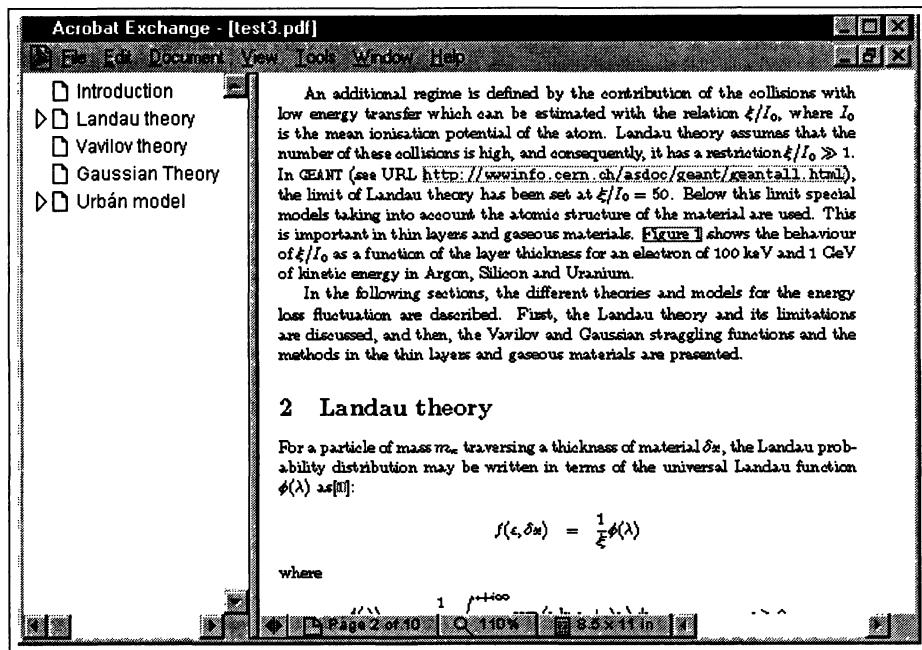 Acrobat Exchange - [test3.pdf]
File Edit Document View Tools Window Help
Introduction
Landau theory
Vavilov theory
Gaussian Theory
Urbán model
An additional regime is defined by the contribution of the collisions with
low energy transfer which can be estimated with the relation ξ/I₀, where I₀
is the mean ionisation potential of the atom. Landau theory assumes that the
number of these collisions is high, and consequently, it has a restriction ξ/I₀ ≫ 1.
In GEANT (see URL http://wwwinfo.cern.ch/asdoc/geant/geantall.html),
the limit of Landau theory has been set at ξ/I₀ = 50. Below this limit special
models taking into account the atomic structure of the material are used. This
is important in thin layers and gaseous materials. Figure 1 shows the behaviour
of ξ/I₀ as a function of the layer thickness for an electron of 100 keV and 1 GeV
of kinetic energy in Argon, Silicon and Uranium.
In the following sections, the different theories and models for the energy
loss fluctuation are described. First, the Landau theory and its limitations
are discussed, and then, the Vavilov and Gaussian straggling functions and the
methods in the thin layers and gaseous materials are presented.
2 Landau theory
For a particle of mass mₓ traversing a thickness of material δx, the Landau prob-
ability distribution may be written in terms of the universal Landau function
φ(λ) as[1]:
f(ε, δx) = 1/ξ φ(λ)
where
Page 2 of 10 110% 8.5 x 11 in